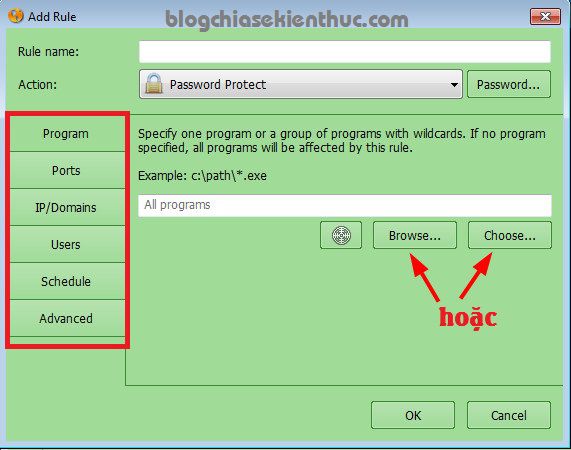 Add Rule
blogchiasekienthuc.com
Rule name:
Action:
Password Protect
Password...
Program
Ports
IP/Domains
Users
Schedule
Advanced
Specify one program or a group of programs with wildcards. If no program
specified, all programs will be affected by this rule.
Example: c:\path\*.exe
All programs
Browse...
Choose...
hoặc
OK
Cancel